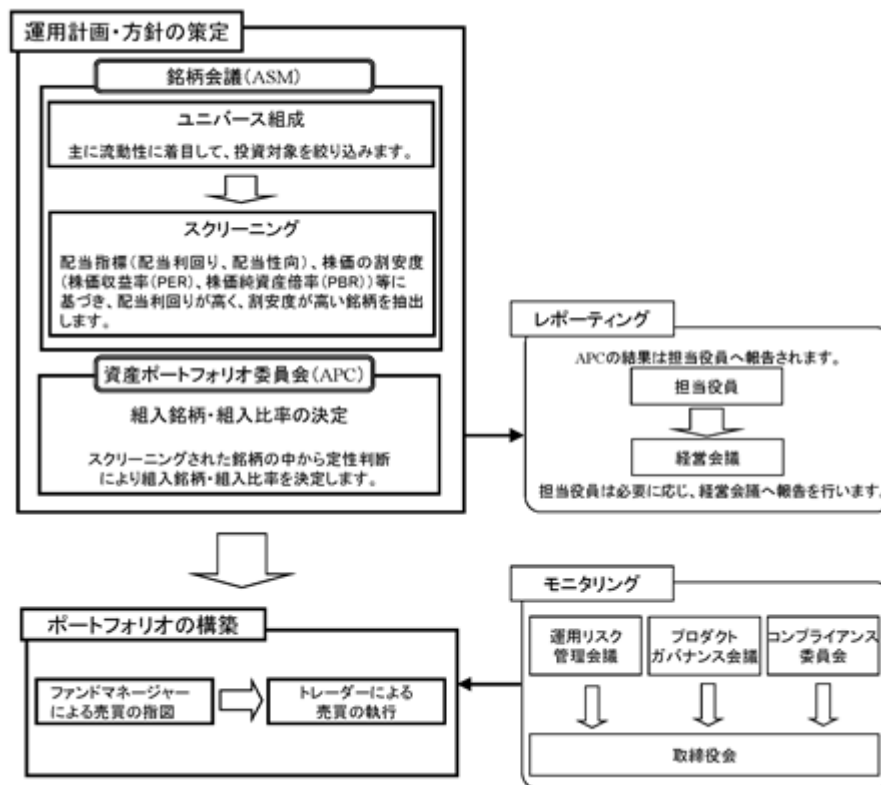 運用計画・方針の策定
銘柄会議(ASM)
ユニバース組成
主に流動性に着目して、投資対象を絞り込みます。
スクリーニング
配当指標(配当利回り、配当性向)、株価の割安度
(株価収益率(PER)、株価純資産倍率(PBR))等に
基づき、配当利回りが高く、割安度が高い銘柄を抽出
します。
資産ポートフォリオ委員会(APC)
組入銘柄・組入比率の決定
スクリーニングされた銘柄の中から定性判断
により組入銘柄・組入比率を決定します。
レポーティング
APCの結果は担当役員へ報告されます。
担当役員
経営会議
担当役員は必要に応じ、経営会議へ報告を行います。
ポートフォリオの構築
ファンドマネージャー
による売買の指図
トレーダーによる
売買の執行
モニタリング
運用リスク
管理会議
プロダクト
ガバナンス会議
コンプライアンス
委員会
取締役会